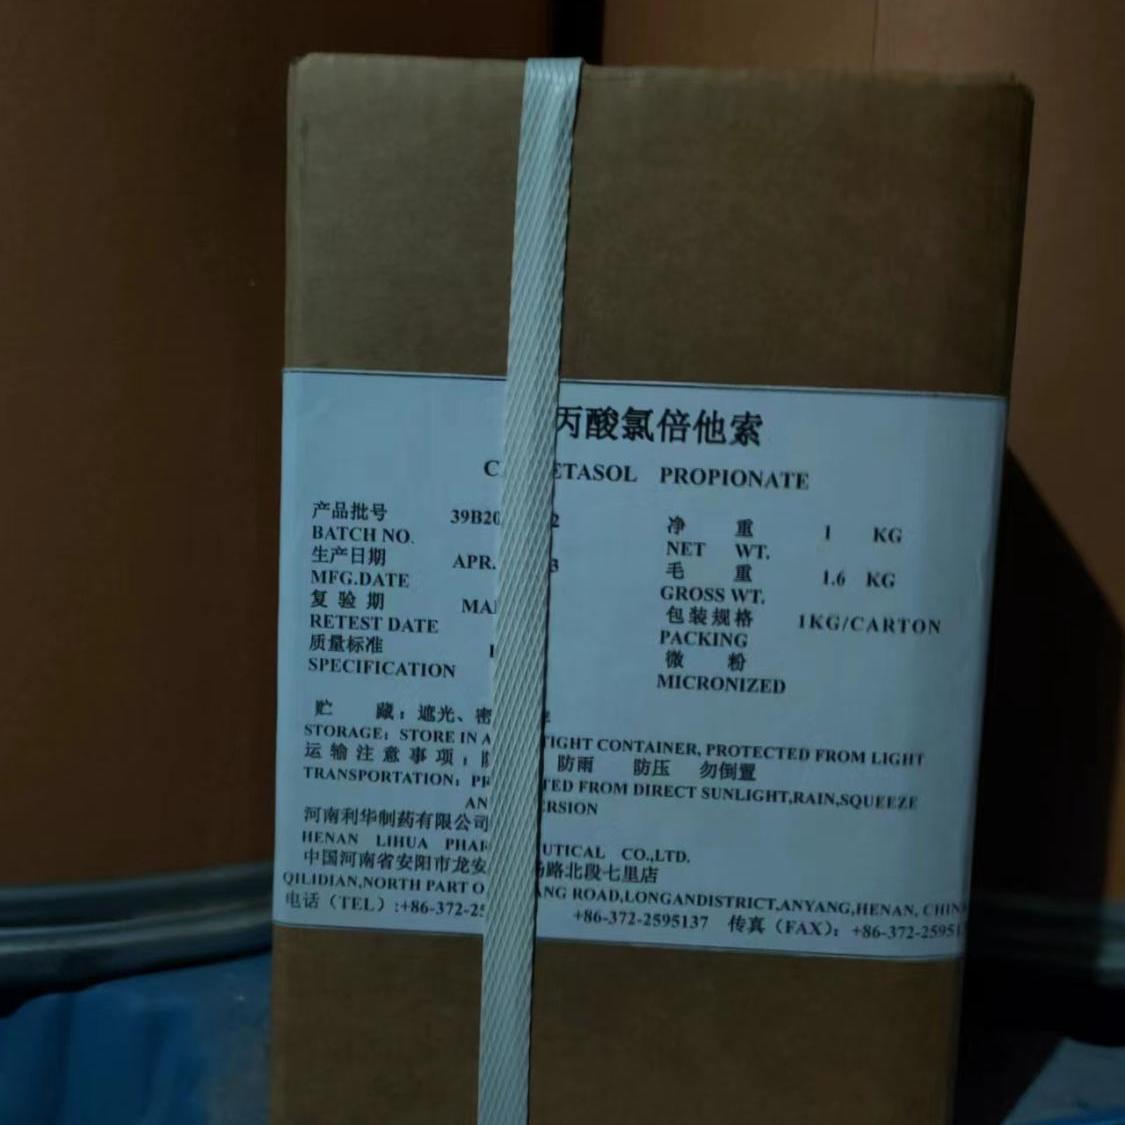 丙酸氯倍他索
ETASOL PROPIONATE
产品批号 39B20 2 净 重 1 KG
BATCH NO. NET WT.
生产日期 APR. 3 毛 重 1.6 KG
MFG.DATE GROSS WT.
复验期 包装规格 1KG/CARTON
RETEST DATE PACKING
质量标准 微 粉
SPECIFICATION MICRONIZED
贮 藏：遮光、密
STORAGE: STORE IN A TIGHT CONTAINER, PROTECTED FROM LIGHT
运输注意事项： 防雨 防压 勿倒置
TRANSPORTATION: TED FROM DIRECT SUNLIGHT,RAIN,SQUEEZE
AN ERSION
河南利华制药有限公司
HENAN LIHUA PHAR UTICAL CO.,LTD.
中国河南省安阳市龙安 路北段七里店
QILIDIAN,NORTH PART O ANG ROAD,LONGANDISTRICT,ANYANG,HENAN, CHINA
电话（TEL）:+86-372-25 +86-372-2595137 传真（FAX）：+86-372-25951